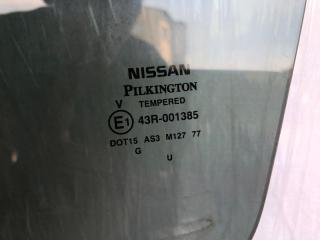 NISSAN
PILKINGTON
V TEMPERED
E1 43R-001385
DOT15 AS3 M127 77
G
U